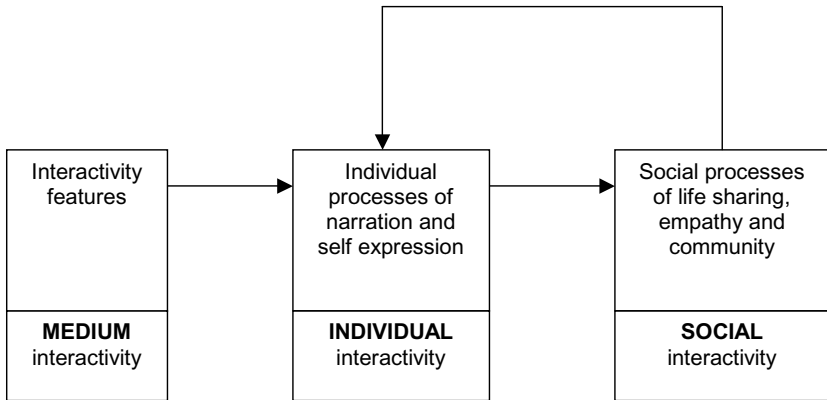 Interactivity
features
MEDIUM
interactivity
Individual
processes of
narration and
self expression
INDIVIDUAL
interactivity
Social processes
of life sharing,
empathy and
community
SOCIAL
interactivity